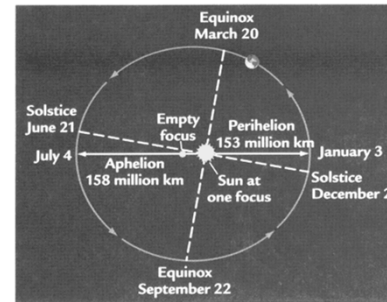 Equinox
March 20
Solstice
June 21
Empty
focus
Perihelion
153 million km
July 4
January 3
Aphelion
158 million km
Sun at
one focus
Solstice
December 2
Equinox
September 22